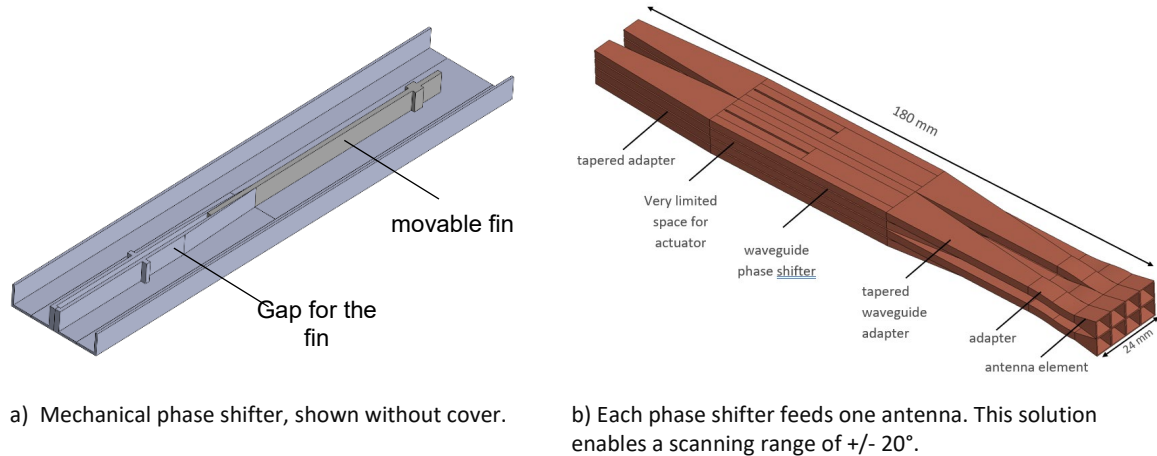 movable fin
Gap for the
fin
180 mm
tapered adapter
Very limited
space for
actuator
waveguide
phase shifter
tapered
waveguide
adapter
adapter
antenna element
24 mm
a) Mechanical phase shifter, shown without cover.
b) Each phase shifter feeds one antenna. This solution
enables a scanning range of +/- 20°.